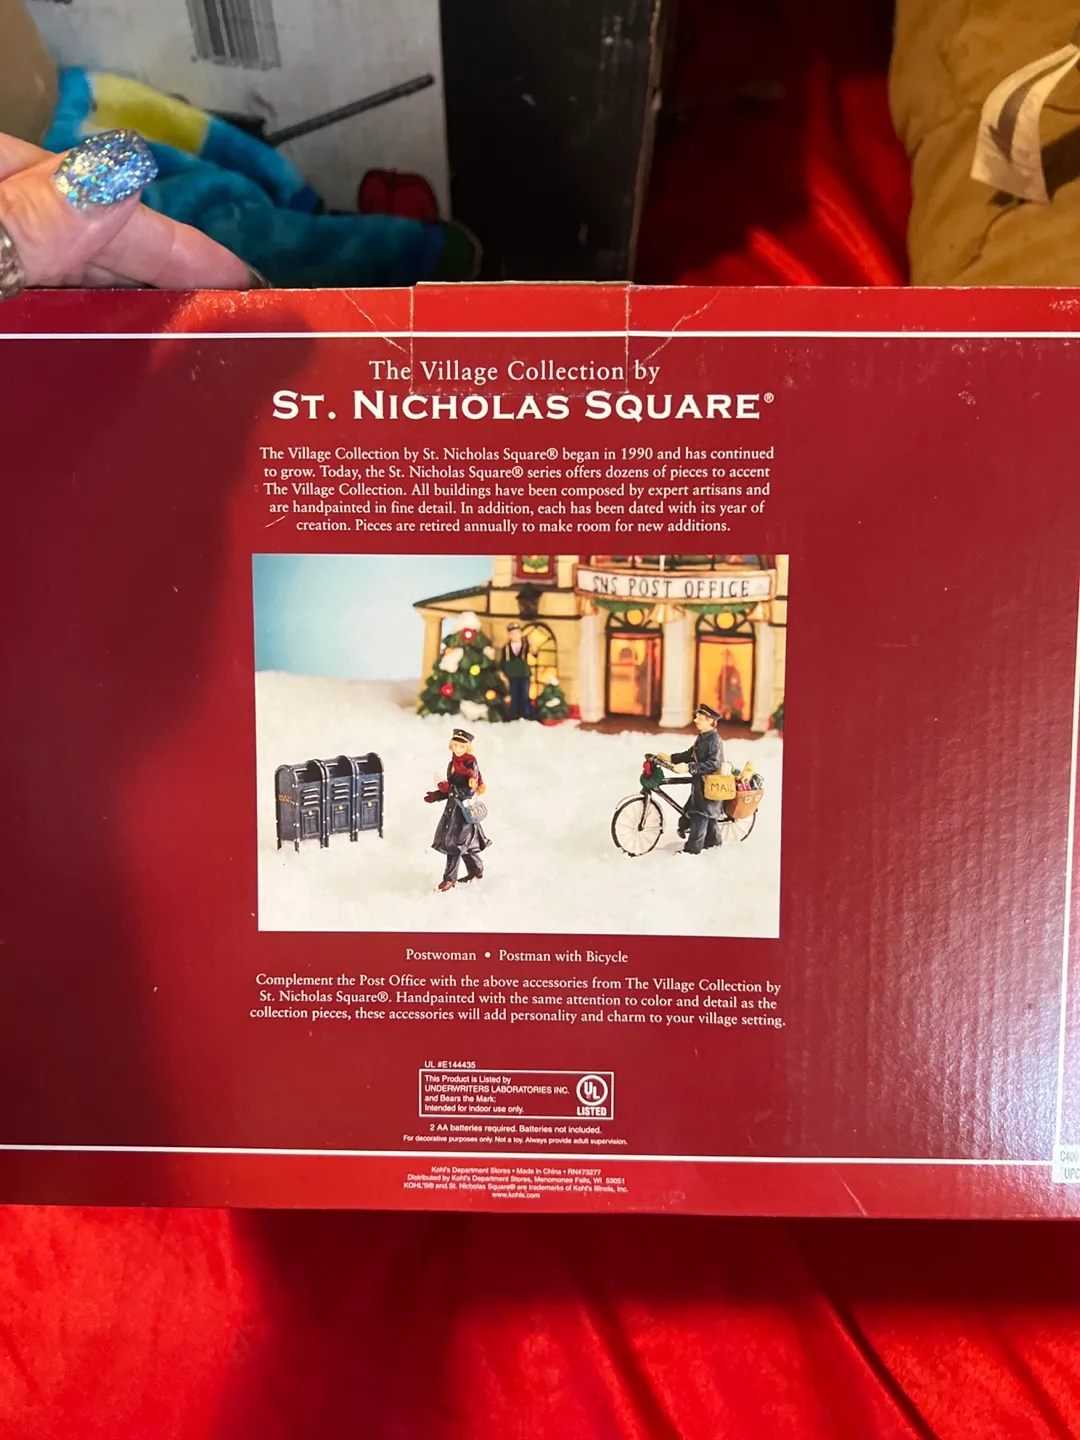 The Village Collection by
ST. NICHOLAS SQUARE®
The Village Collection by St. Nicholas Square® began in 1990 and has continued
to grow. Today, the St. Nicholas Square® series offers dozens of pieces to accent
The Village Collection. All buildings have been composed by expert artisans and
are handpainted in fine detail. In addition, each has been dated with its year of
creation. Pieces are retired annually to make room for new additions.
SNS POST OFFICE
MAIL
Postwoman • Postman with Bicycle
Complement the Post Office with the above accessories from The Village Collection by
St. Nicholas Square®. Handpainted with the same attention to color and detail as the
collection pieces, these accessories will add personality and charm to your village setting.
UL #E144435
This Product is Listed by
UNDERWRITERS LABORATORIES INC.
and Bears the Mark:
Intended for indoor use only.
UL
LISTED
2 AA batteries required. Batteries not included.
For decorative purposes only. Not a toy. Always provide adult supervision.
Kohl's Department Stores • Made in China • RN#73277
Distributed by Kohl's Department Stores, Menomonee Falls, WI 53051
KOHL'S® and St. Nicholas Square® are trademarks of Kohl's Illinois, Inc.
www.kohls.com